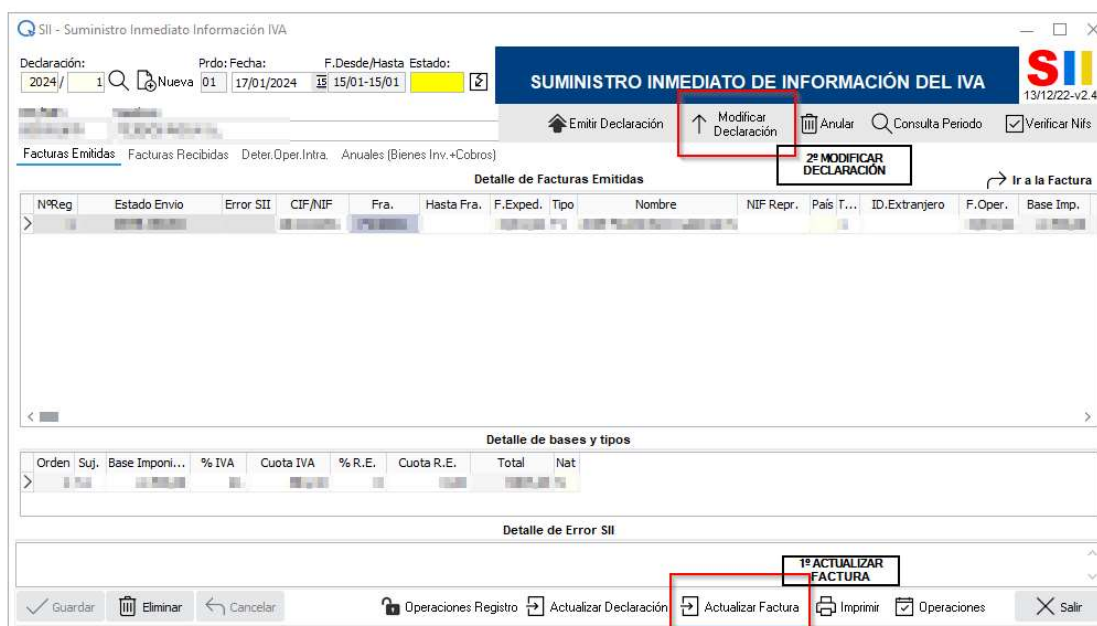 SII - Suministro Inmediato Información IVA
Declaración: Prdo: Fecha: F.Desde/Hasta Estado:
2024/ 1 Nueva 01 17/01/2024 15 15/01-15/01
SUMINISTRO INMEDIATO DE INFORMACIÓN DEL IVA
SII
13/12/22-v2.4
Emitir Declaración Modificar Declaración Anular Consulta Periodo Verificar Nifs
Facturas Emitidas Facturas Recibidas Deter.Oper.Intra. Anuales (Bienes Inv.+Cobros)
2º MODIFICAR
DECLARACIÓN
Detalle de Facturas Emitidas Ir a la Factura
NºReg Estado Envio Error SII CIF/NIF Fra. Hasta Fra. F.Exped. Tipo Nombre NIF Repr. País T... ID.Extranjero F.Oper. Base Imp.
Detalle de bases y tipos
Orden Suj. Base Imponi... % IVA Cuota IVA % R.E. Cuota R.E. Total Nat
Detalle de Error SII
1º ACTUALIZAR
FACTURA
Guardar Eliminar Cancelar Operaciones Registro Actualizar Declaración Actualizar Factura Imprimir Operaciones Salir